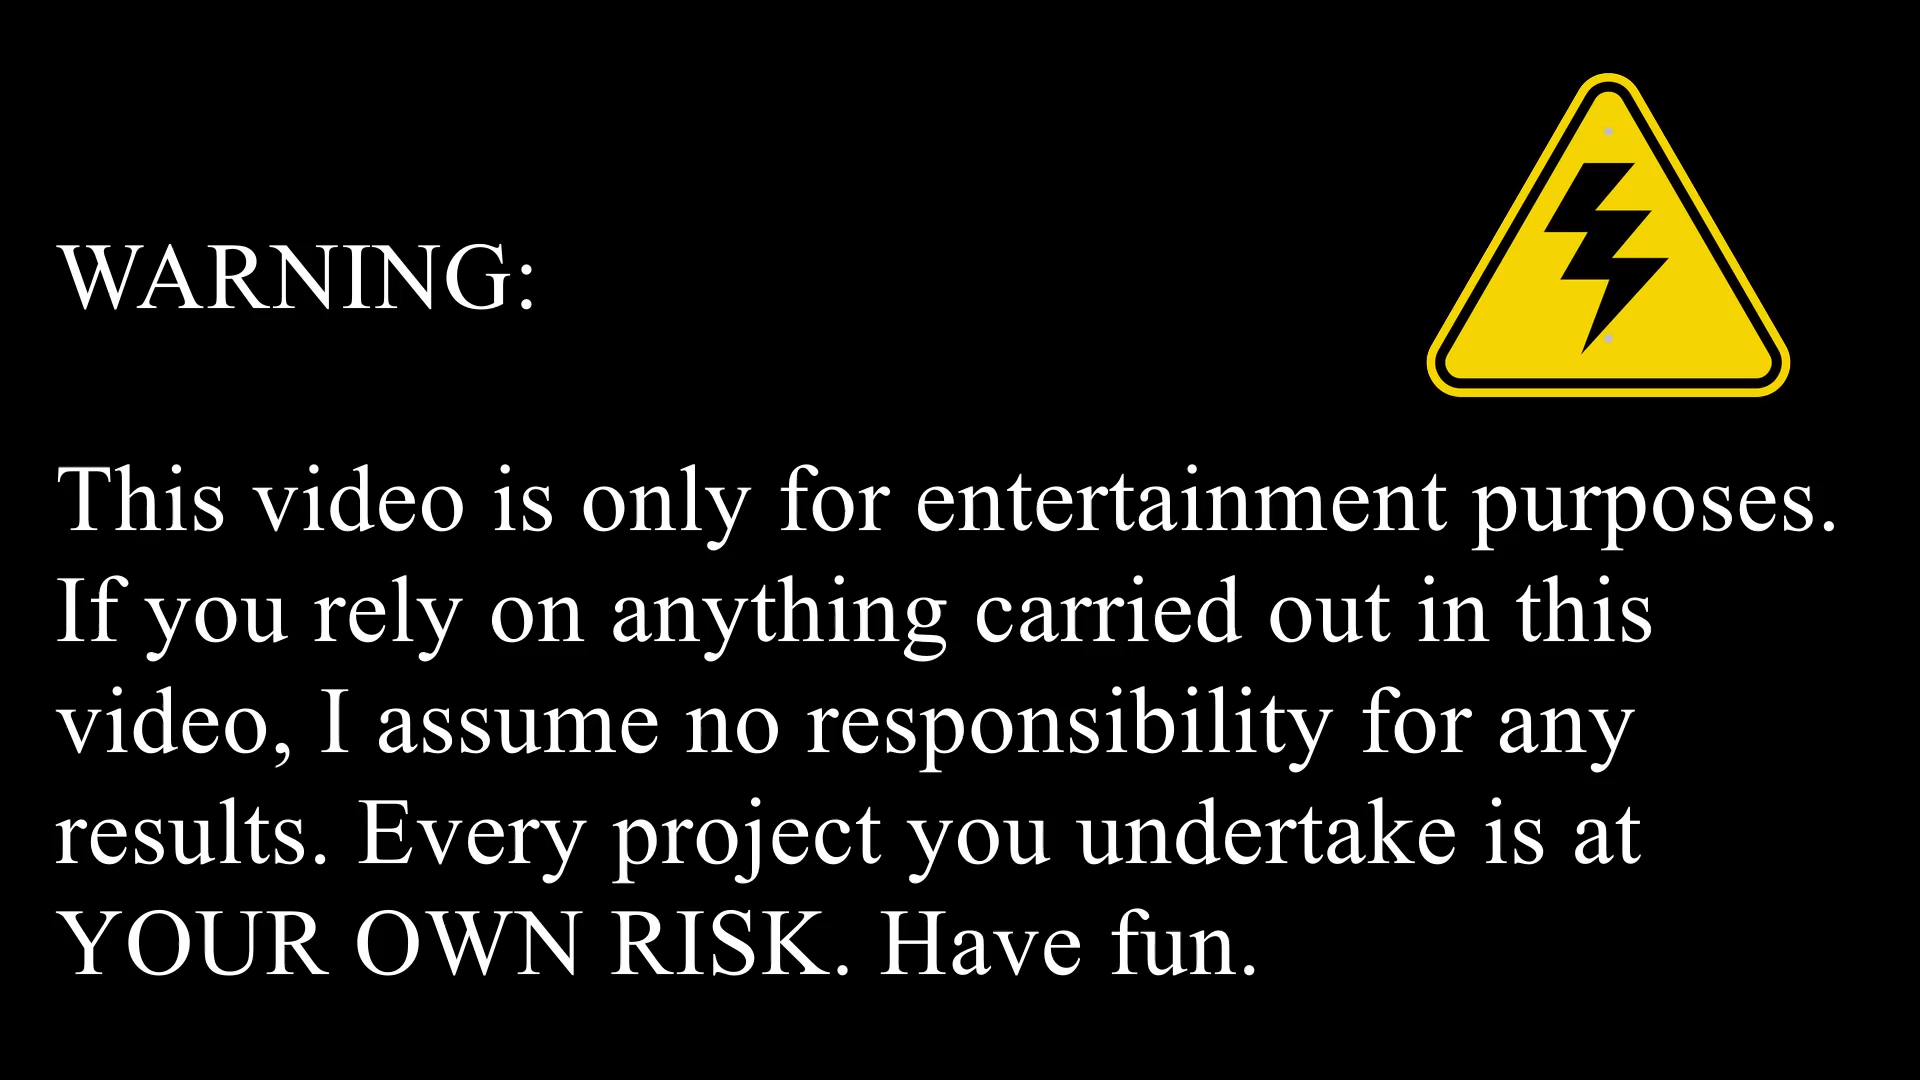 WARNING:
This video is only for entertainment purposes.
If you rely on anything carried out in this
video, I assume no responsibility for any
results. Every project you undertake is at
YOUR OWN RISK. Have fun.